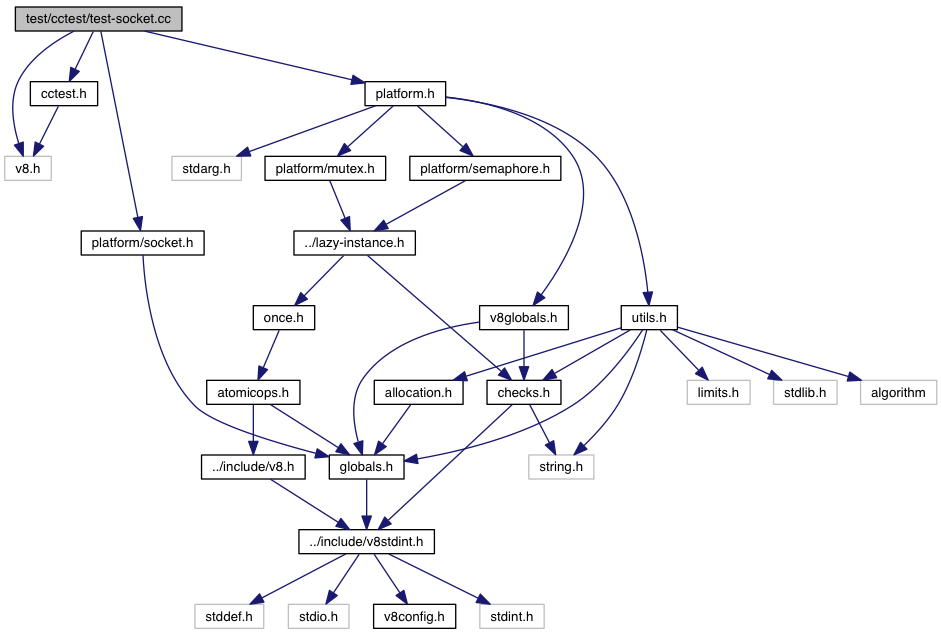 test/cctest/test-socket.cc
cctest.h
platform.h
v8.h
stdarg.h
platform/mutex.h
platform/semaphore.h
platform/socket.h
../lazy-instance.h
once.h
v8globals.h
utils.h
atomicops.h
allocation.h
checks.h
limits.h
stdlib.h
algorithm
../include/v8.h
globals.h
string.h
../include/v8stdint.h
stddef.h
stdio.h
v8config.h
stdint.h